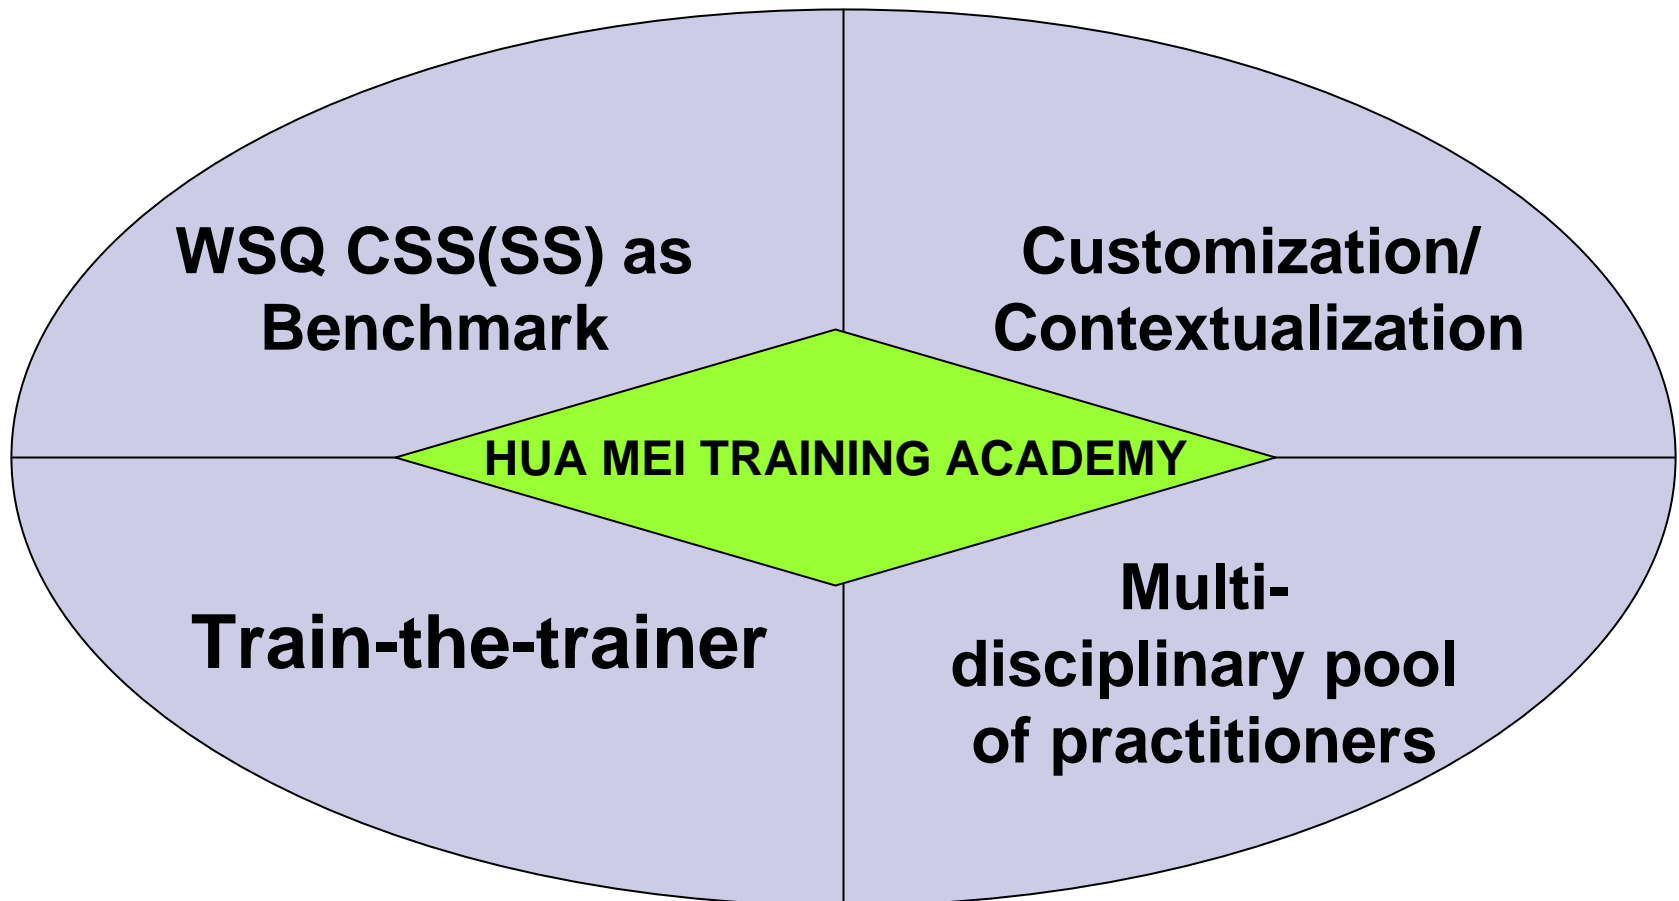 WSQ CSS(SS) as
Benchmark
Customization/
Contextualization
HUA MEI TRAINING ACADEMY
Train-the-trainer
Multi-
disciplinary pool
of practitioners